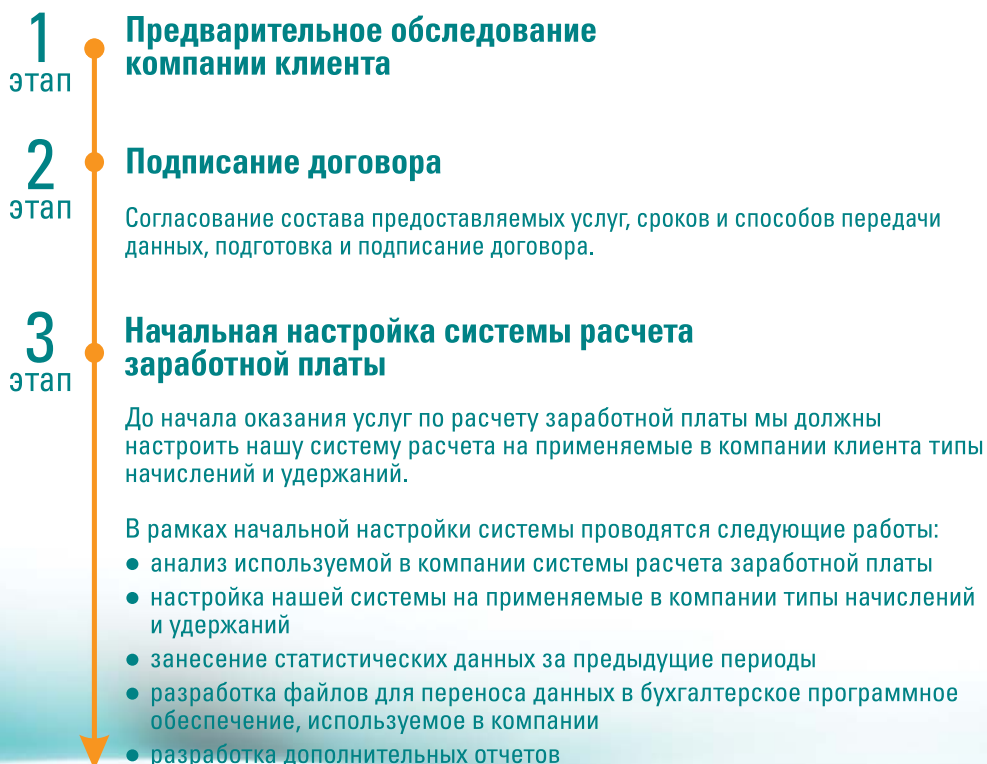 1
этап
Предварительное обследование
компании клиента
2
этап
Подписание договора
Согласование состава предоставляемых услуг, сроков и способов передачи
данных, подготовка и подписание договора.
3
этап
Начальная настройка системы расчета
заработной платы
До начала оказания услуг по расчету заработной платы мы должны
настроить нашу систему расчета на применяемые в компании клиента типы
начислений и удержаний.
В рамках начальной настройки системы проводятся следующие работы:
● анализ используемой в компании системы расчета заработной платы
● настройка нашей системы на применяемые в компании типы начислений
и удержаний
● занесение статистических данных за предыдущие периоды
● разработка файлов для переноса данных в бухгалтерское программное
обеспечение, используемое в компании
● разработка дополнительных отчетов